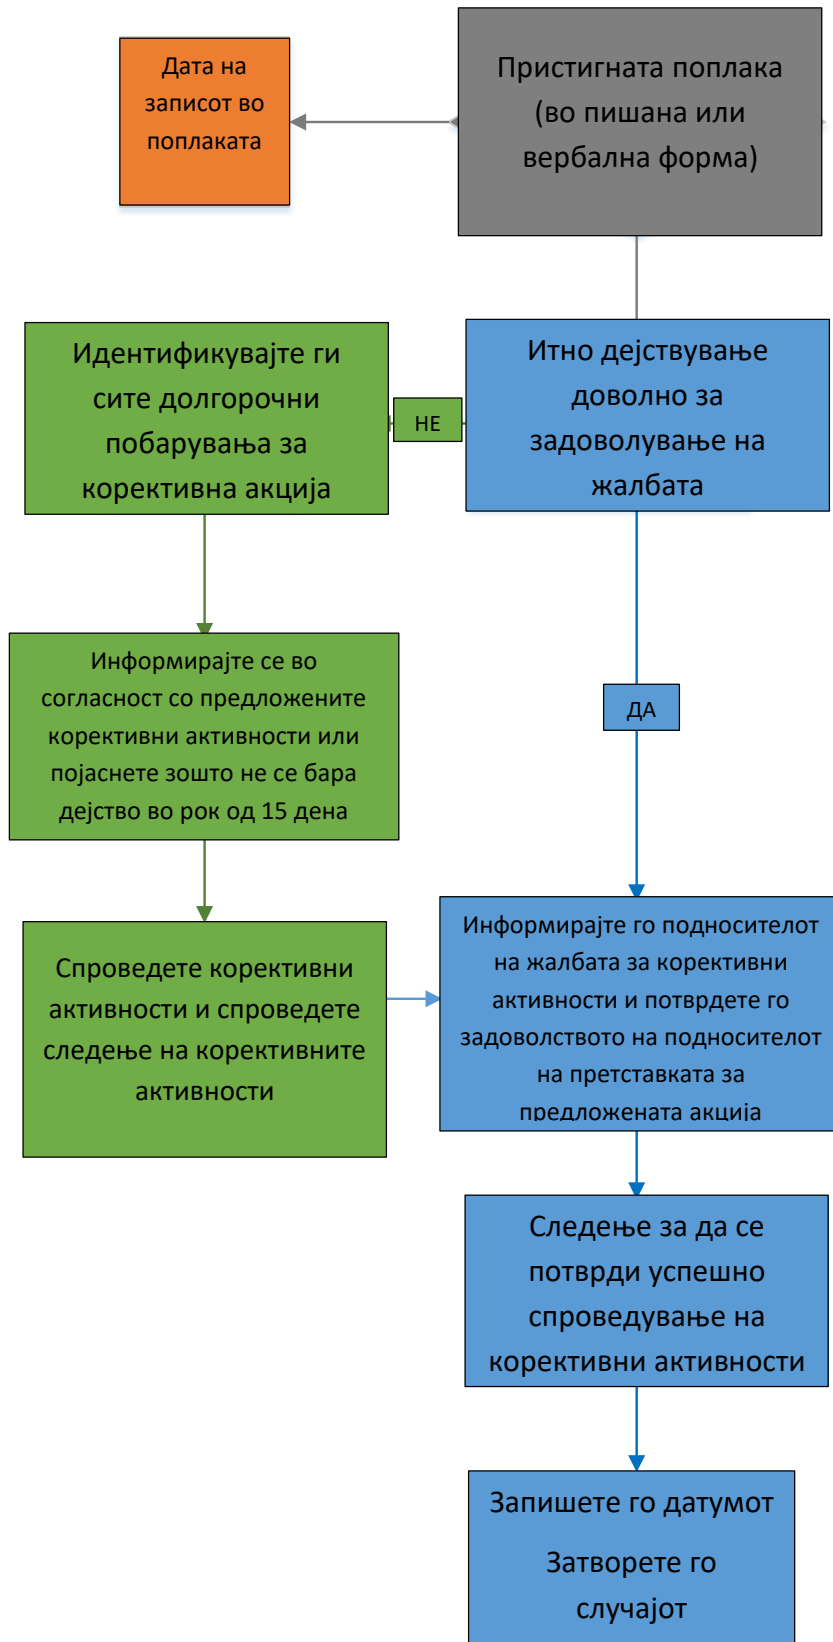 Дата на
записот во
поплаката
Пристигната поплака
(во пишана или
вербална форма)
Идентификувајте ги
сите долгорочни
побарувања за
корективна акција
НЕ
Итно дејствување
доволно за
задоволување на
жалбата
Информирајте се во
согласност со предложените
корективни активности или
појаснете зошто не се бара
дејство во рок од 15 дена
ДА
Спроведете корективни
активности и спроведете
следење на корективните
активности
Информирајте го подносителот
на жалбата за корективни
активности и потврдете го
задоволството на подносителот
на претставката за
предложената акција
Следење за да се
потврди успешно
спроведување на
корективни активности
Запишете го датумот
Затворете го
случајот